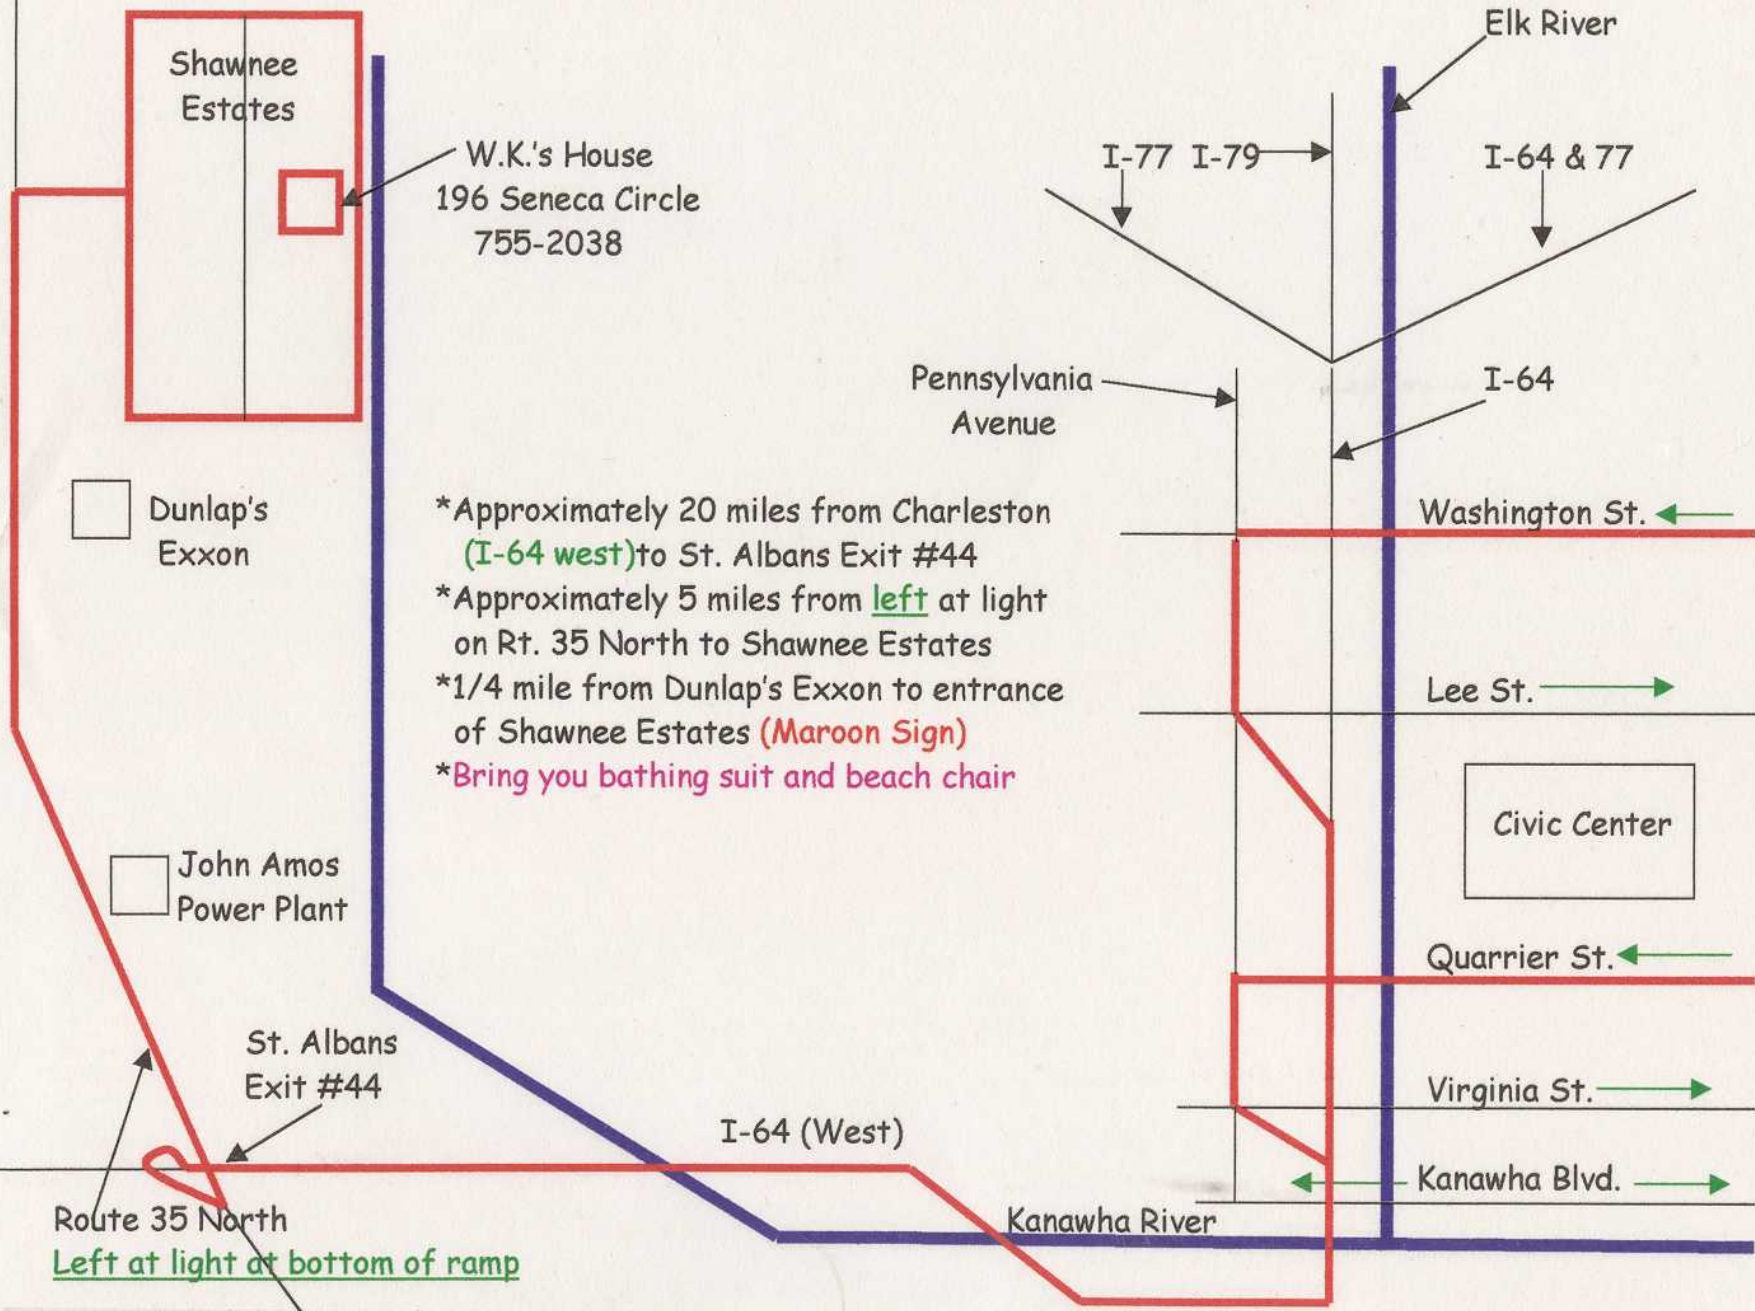 Shawnee
Estates
W.K.'s House
196 Seneca Circle
755-2038
Elk River
I-77 I-79
I-64 & 77
Pennsylvania
Avenue
I-64
Dunlap's
Exxon
*Approximately 20 miles from Charleston
(I-64 west)to St. Albans Exit #44
*Approximately 5 miles from left at light
on Rt. 35 North to Shawnee Estates
*1/4 mile from Dunlap's Exxon to entrance
of Shawnee Estates (Maroon Sign)
*Bring you bathing suit and beach chair
Washington St.
Lee St.
Civic Center
John Amos
Power Plant
Quarrier St.
St. Albans
Exit #44
Virginia St.
I-64 (West)
Kanawha Blvd.
Kanawha River
Route 35 North
Left at light at bottom of ramp